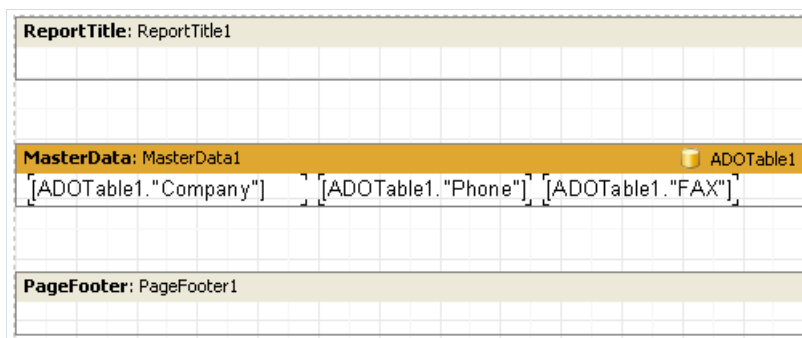 ReportTitle: ReportTitle1
MasterData: MasterData1 ADOTable1
[ADOTable1."Company"] [ADOTable1."Phone"] [ADOTable1."FAX"]
PageFooter: PageFooter1